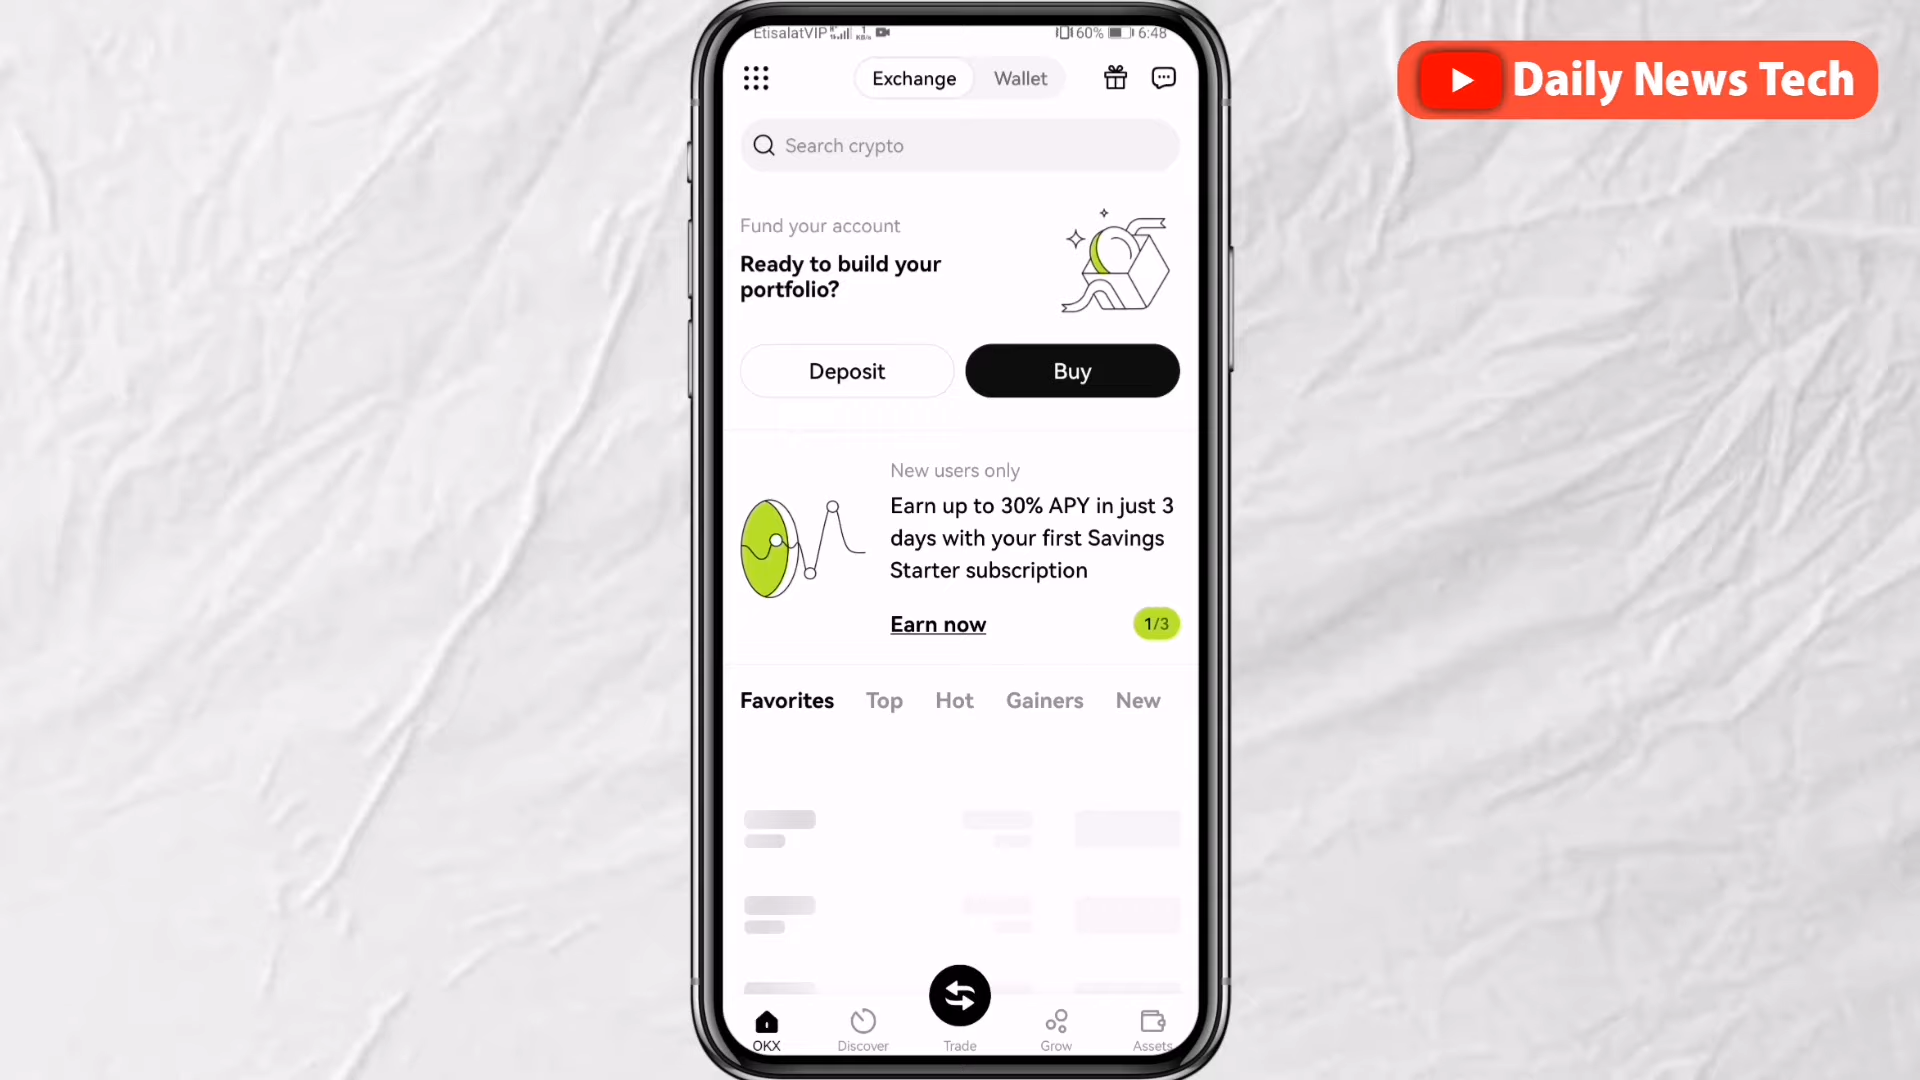 EtisalatVIP
60%
6:48
Daily News Tech
Exchange
Wallet
Search crypto
Fund your account
Ready to build your
portfolio?
Deposit
Buy
New users only
Earn up to 30% APY in just 3
days with your first Savings
Starter subscription
Earn now
1/3
Favorites
Top
Hot
Gainers
New
OKX
Discover
Trade
Grow
Assets